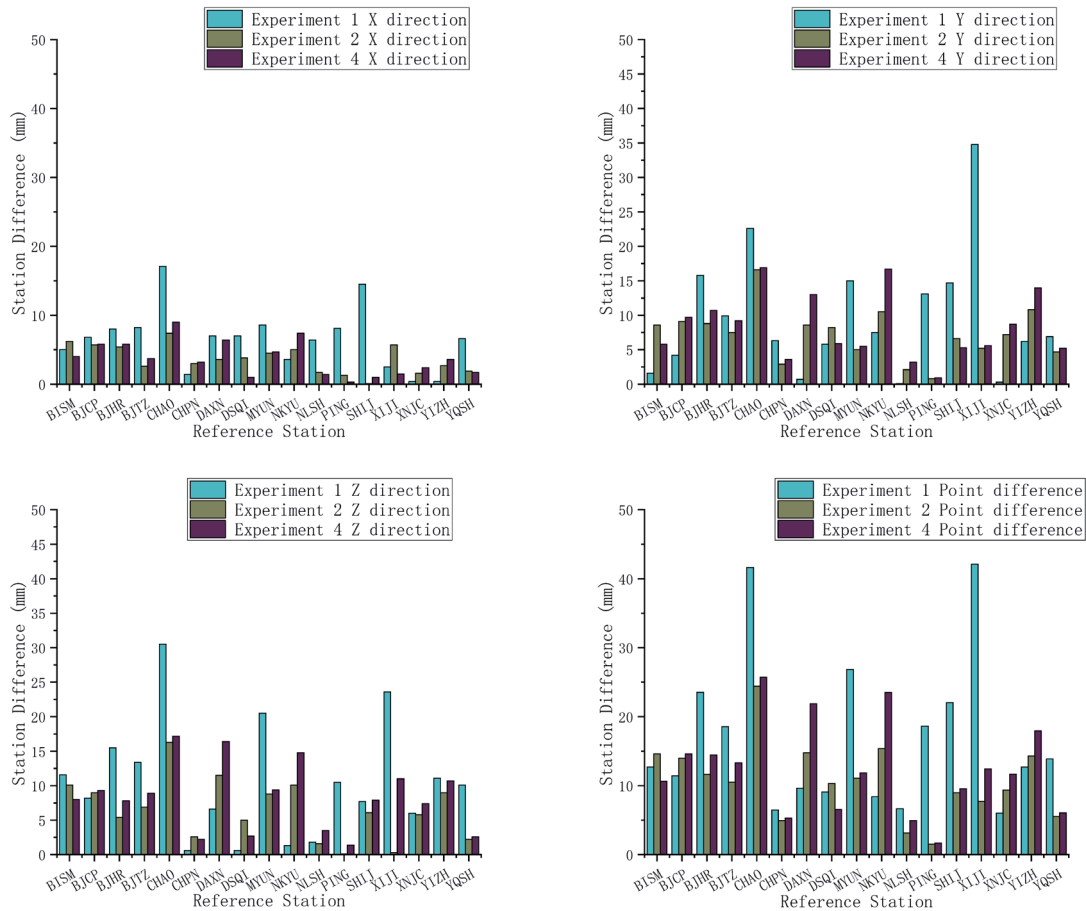 Experiment 1 X direction
Experiment 2 X direction
Experiment 4 X direction
50
40
30
20
10
0
Station Difference (mm)
BISM BJCP BJHR BJTZ CHAO CHPN DAXN DSQI MYUN NKYU NLSH PING SHIJ XIJI XNJC YIZH YQSH
Reference Station
Experiment 1 Y direction
Experiment 2 Y direction
Experiment 4 Y direction
50
45
40
35
30
25
20
15
10
5
0
Station Difference (mm)
BISM BJCP BJHR BJTZ CHAO CHPN DAXN DSQI MYUN NKYU NLSH PING SHIJ XIJI XNJC YIZH YQSH
Reference Station
Experiment 1 Z direction
Experiment 2 Z direction
Experiment 4 Z direction
50
45
40
35
30
25
20
15
10
5
0
Station Difference (mm)
BISM BJCP BJHR BJTZ CHAO CHPN DAXN DSQI MYUN NKYU NLSH PING SHIJ XIJI XNJC YIZH YQSH
Reference Station
Experiment 1 Point difference
Experiment 2 Point difference
Experiment 4 Point difference
50
40
30
20
10
0
Station Difference (mm)
BISM BJCP BJHR BJTZ CHAO CHPN DAXN DSQI MYUN NKYU NLSH PING SHIJ XIJI XNJC YIZH YQSH
Reference Station